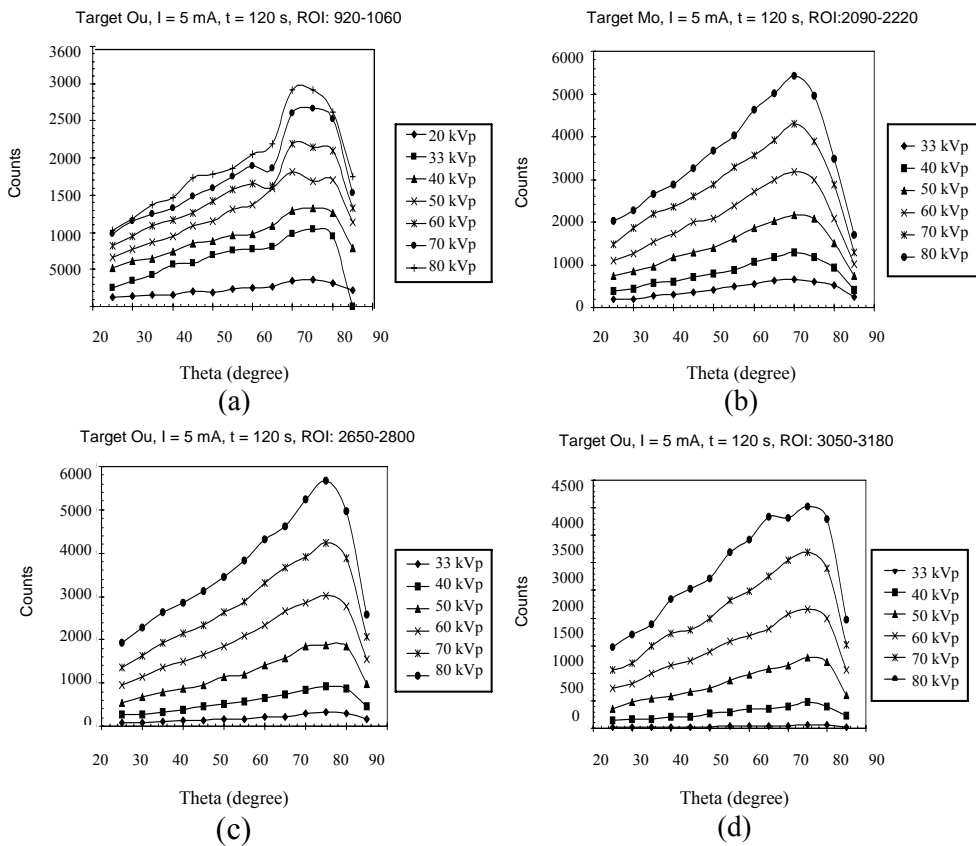 Target Ou, I = 5 mA, t = 120 s, ROI: 920-1060
3600
3000
2500
2000
1500
1000
5000
Counts
20 30 40 50 60 70 80 90
Theta (degree)
20 kVp
33 kVp
40 kVp
50 kVp
60 kVp
70 kVp
80 kVp
(a)
Target Mo, I = 5 mA, t = 120 s, ROI:2090-2220
6000
5000
4000
3000
2000
1000
0
Counts
20 30 40 50 60 70 80 90
Theta (degree)
33 kVp
40 kVp
50 kVp
60 kVp
70 kVp
80 kVp
(b)
Target Ou, I = 5 mA, t = 120 s, ROI: 2650-2800
6000
5000
4000
3000
2000
1000
0
Counts
20 30 40 50 60 70 80 90
Theta (degree)
33 kVp
40 kVp
50 kVp
60 kVp
70 kVp
80 kVp
(c)
Target Ou, I = 5 mA, t = 120 s, ROI: 3050-3180
4500
4000
3500
3000
2500
2000
1500
1000
500
0
Counts
20 30 40 50 60 70 80 90
Theta (degree)
33 kVp
40 kVp
50 kVp
60 kVp
70 kVp
80 kVp
(d)